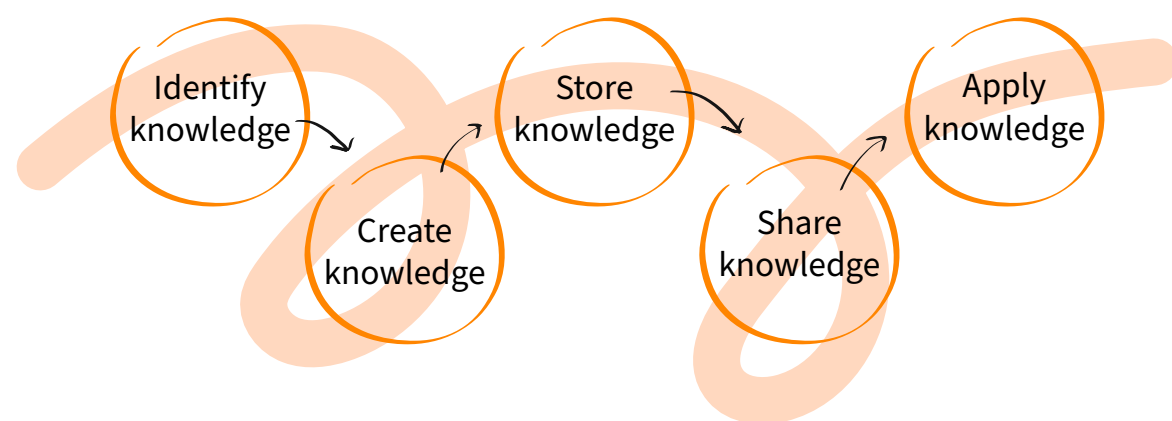 Identify
knowledge
Create
knowledge
Store
knowledge
Share
knowledge
Apply
knowledge